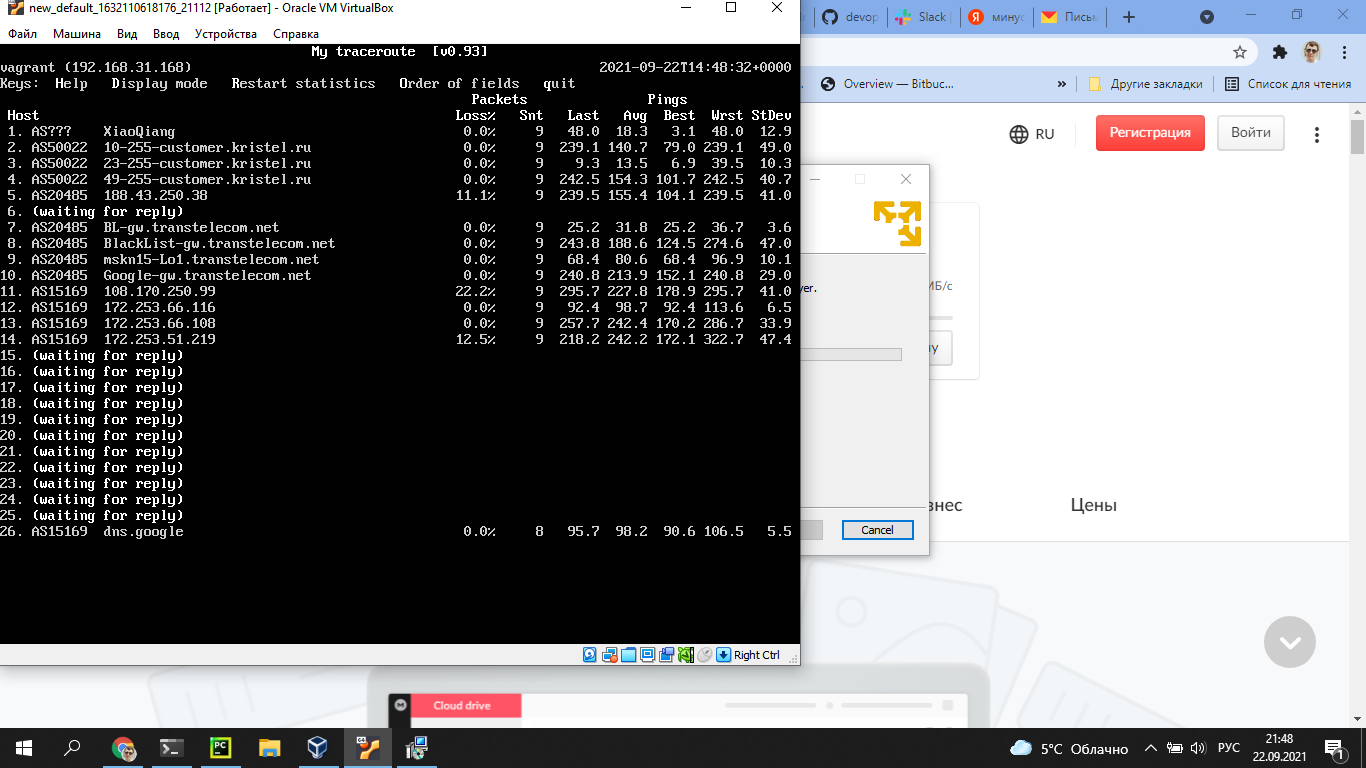 new_default_1632110618176_21112 [Работает] - Oracle VM VirtualBox
Файл Машина Вид Ввод Устройства Справка
My traceroute [v0.93]
vagrant (192.168.31.168) 2021-09-22T14:48:32+0000
Keys: Help Display mode Restart statistics Order of fields quit
Packets Pings
Host Loss% Snt Last Avg Best Wrst StDev
1. AS??? XiaoQiang 0.0% 9 48.0 18.3 3.1 48.0 12.9
2. AS50022 10-255-customer.kristel.ru 0.0% 9 239.1 140.7 79.0 239.1 49.0
3. AS50022 23-255-customer.kristel.ru 0.0% 9 9.3 13.5 6.9 39.5 10.3
4. AS50022 49-255-customer.kristel.ru 0.0% 9 242.5 154.3 101.7 242.5 40.7
5. AS20485 188.43.250.38 11.1% 9 239.5 155.4 104.1 239.5 41.0
6. (waiting for reply)
7. AS20485 BL-gw.transtelecom.net 0.0% 9 25.2 31.8 25.2 36.7 3.6
8. AS20485 BlackList-gw.transtelecom.net 0.0% 9 243.8 188.6 124.5 274.6 47.0
9. AS20485 mskn15-Lo1.transtelecom.net 0.0% 9 68.4 80.6 68.4 96.9 10.1
10. AS20485 Google-gw.transtelecom.net 0.0% 9 240.8 213.9 152.1 240.8 29.0
11. AS15169 108.170.250.99 22.2% 9 295.7 227.8 178.9 295.7 41.0
12. AS15169 172.253.66.116 0.0% 9 92.4 98.7 92.4 113.6 6.5
13. AS15169 172.253.66.108 0.0% 9 257.7 242.4 170.2 286.7 33.9
14. AS15169 172.253.51.219 12.5% 9 218.2 242.2 172.1 322.7 47.4
15. (waiting for reply)
16. (waiting for reply)
17. (waiting for reply)
18. (waiting for reply)
19. (waiting for reply)
20. (waiting for reply)
21. (waiting for reply)
22. (waiting for reply)
23. (waiting for reply)
24. (waiting for reply)
25. (waiting for reply)
26. AS15169 dns.google 0.0% 8 95.7 98.2 90.6 106.5 5.5
Right Ctrl
devop Slack минус Письм
Overview — Bitbuc... » Другие закладки Список для чтения
RU Регистрация Войти
МБ/с
ver.
Cancel
знес Цены
Cloud drive
PC
64
5°C Облачно РУС 21:48
22.09.2021
1